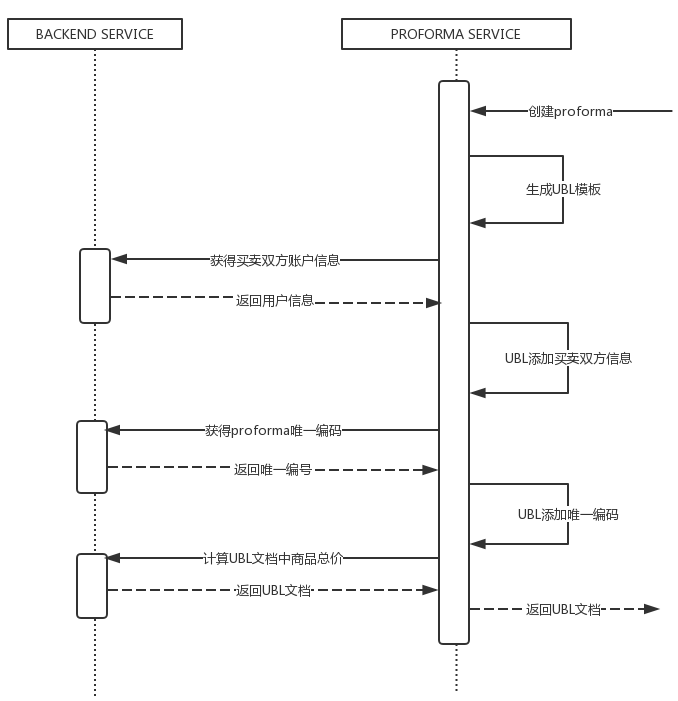 BACKEND SERVICE
PROFORMA SERVICE
创建proforma
生成UBL模板
获得买卖双方账户信息
返回用户信息
UBL添加买卖双方信息
获得proforma唯一编码
返回唯一编号
UBL添加唯一编码
计算UBL文档中商品总价
返回UBL文档
返回UBL文档